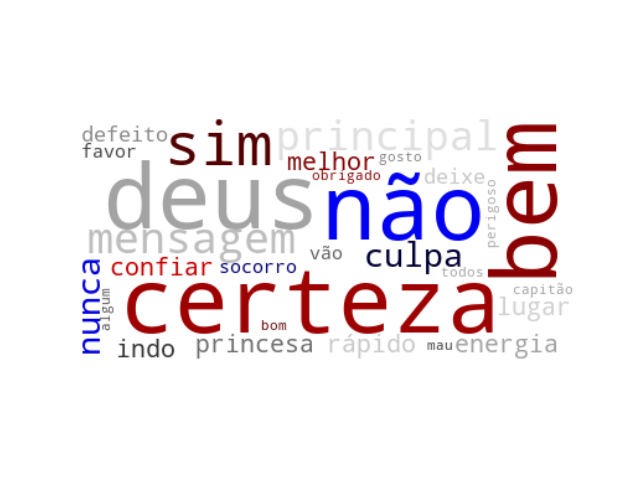 defeito
favor
sim
principal
melhor
gosto
obrigado
deixe
deus
não
bem
perigoso
mensagem
vão
culpa
confiar
socorro
todos
nunca
algum
certeza
capitão
lugar
bom
indo
princesa
rápido
mau
energia